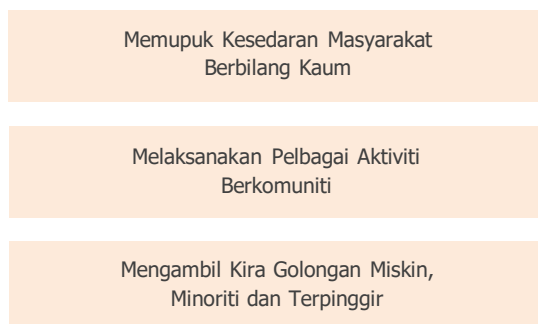 Memupuk Kesedaran Masyarakat
Berbilang Kaum
Melaksanakan Pelbagai Aktiviti
Berkomuniti
Mengambil Kira Golongan Miskin,
Minoriti dan Terpinggir